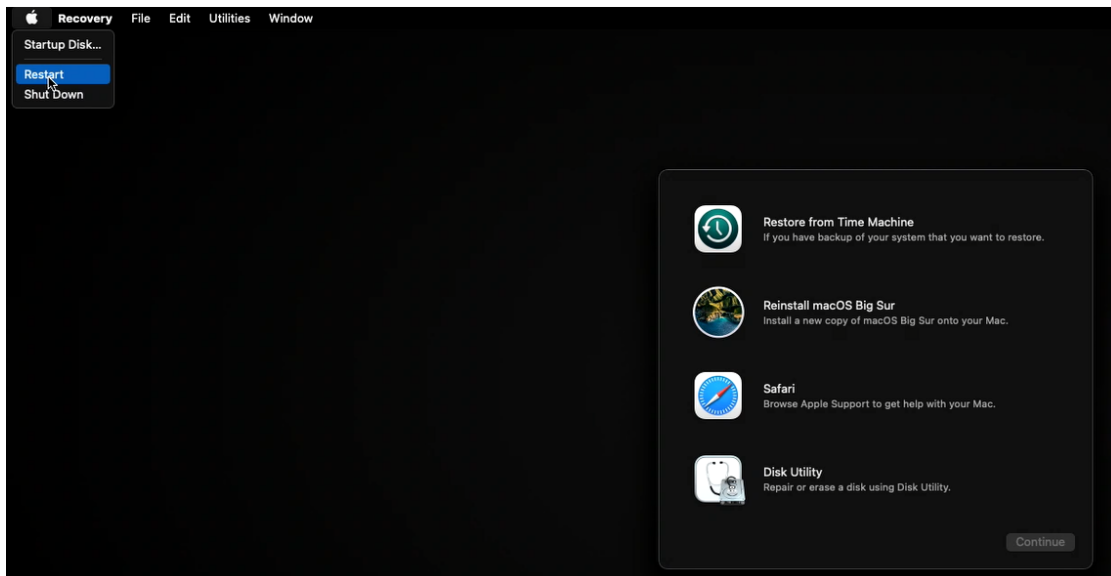 Recovery File Edit Utilities Window
Startup Disk...
Restart
Shut Down
Restore from Time Machine
If you have backup of your system that you want to restore.
Reinstall macOS Big Sur
Install a new copy of macOS Big Sur onto your Mac.
Safari
Browse Apple Support to get help with your Mac.
Disk Utility
Repair or erase a disk using Disk Utility.
Continue